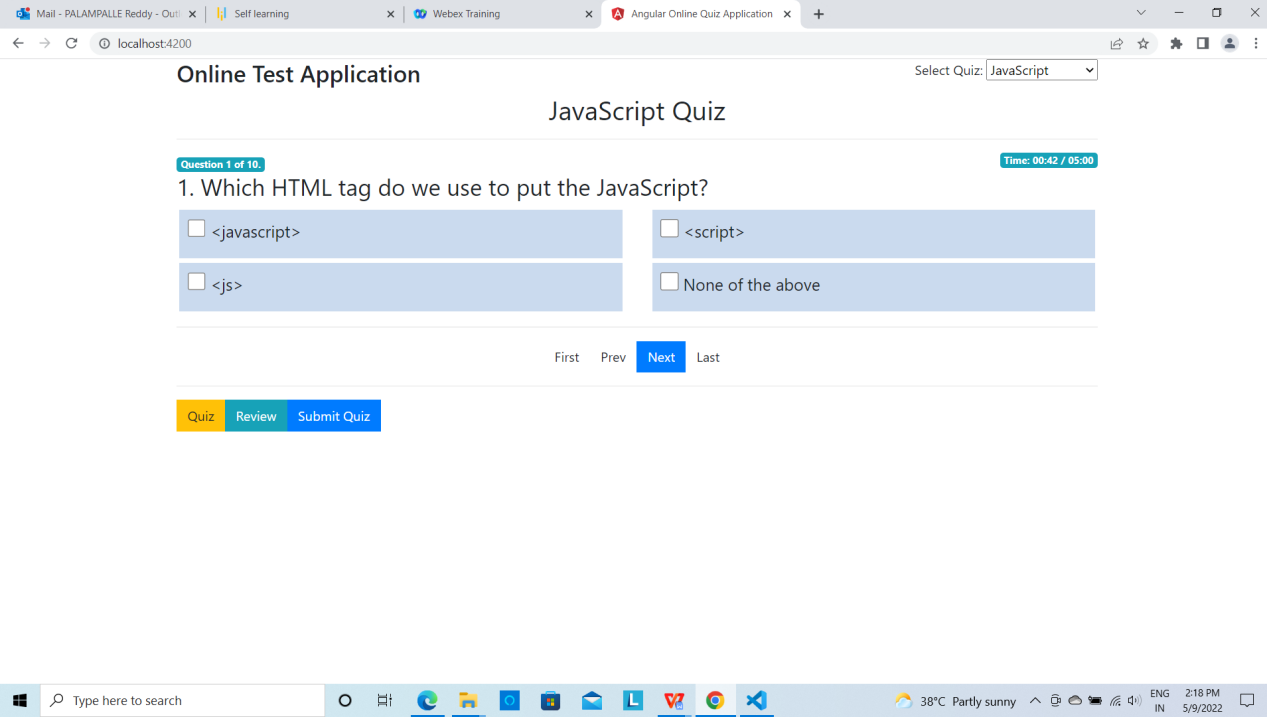 Mail - PALAMPALLE Reddy - Outl
Self learning
Webex Training
Angular Online Quiz Application
localhost:4200
Online Test Application
Select Quiz: JavaScript
JavaScript Quiz
Question 1 of 10.
Time: 00:42 / 05:00
1. Which HTML tag do we use to put the JavaScript?
<javascript>
<script>
<js>
None of the above
First Prev Next Last
Quiz Review Submit Quiz
Type here to search
38°C Partly sunny
ENG
IN
2:18 PM
5/9/2022